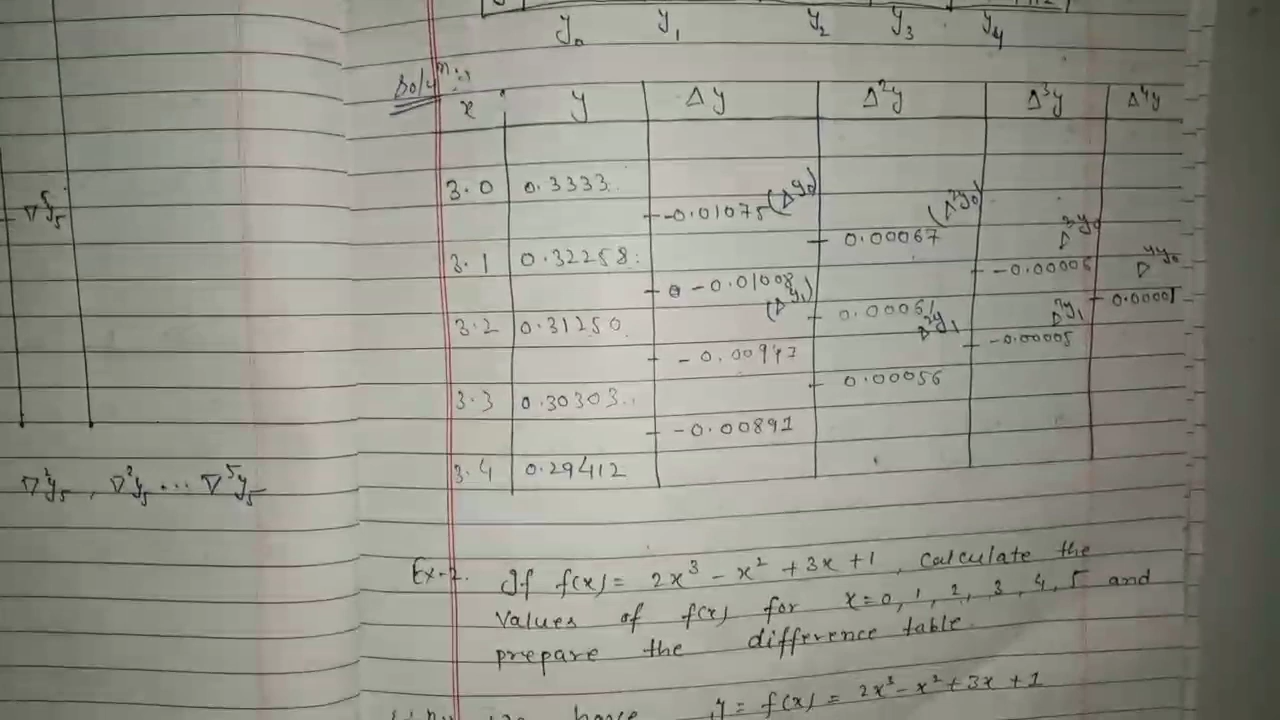 y₀ y₁ y₂ y₃ y₄
Solⁿ :-
x y Δy Δ²y Δ³y Δ⁴y
3.0 0.3333..
-0.01075 (Δy₀)
0.00067 (Δ²y₀)
3.1 0.32258:
-0.00006 Δ³y₀
-0.01008 (Δy₁)
0.00001 Δ⁴y₀
0.00061 Δ²y₁
3.2 0.31250
-0.00005 Δ³y₁
-0.00947
0.00056
3.3 0.30303..
-0.00891
3.4 0.29412
∇⁵y₅
∇²y₅, ∇³y₅ ... ∇⁵y₅
Ex-2. If f(x) = 2x³ - x² + 3x + 1, calculate the
values of f(x) for x = 0, 1, 2, 3, 4, 5 and
prepare the difference table.
have y = f(x) = 2x³ - x² + 3x + 1